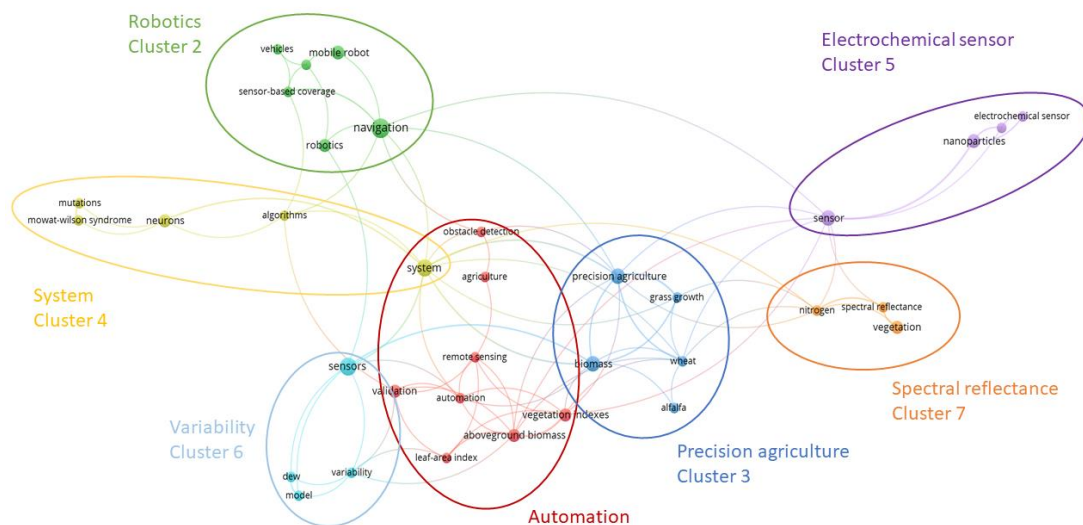 Robotics
Cluster 2
vehicles
mobile robot
sensor-based coverage
navigation
robotics
Electrochemical sensor
Cluster 5
electrochemical sensor
nanoparticles
sensor
mutations
mowat-wilson syndrome
neurons
algorithms
system
System
Cluster 4
obstacle detection
agriculture
remote sensing
validation
automation
vegetation indexes
aboveground biomass
leaf-area index
Automation
precision agriculture
grass growth
biomass
wheat
alfalfa
Precision agriculture
Cluster 3
nitrogen
spectral reflectance
vegetation
Spectral reflectance
Cluster 7
sensors
Variability
Cluster 6
dew
variability
model